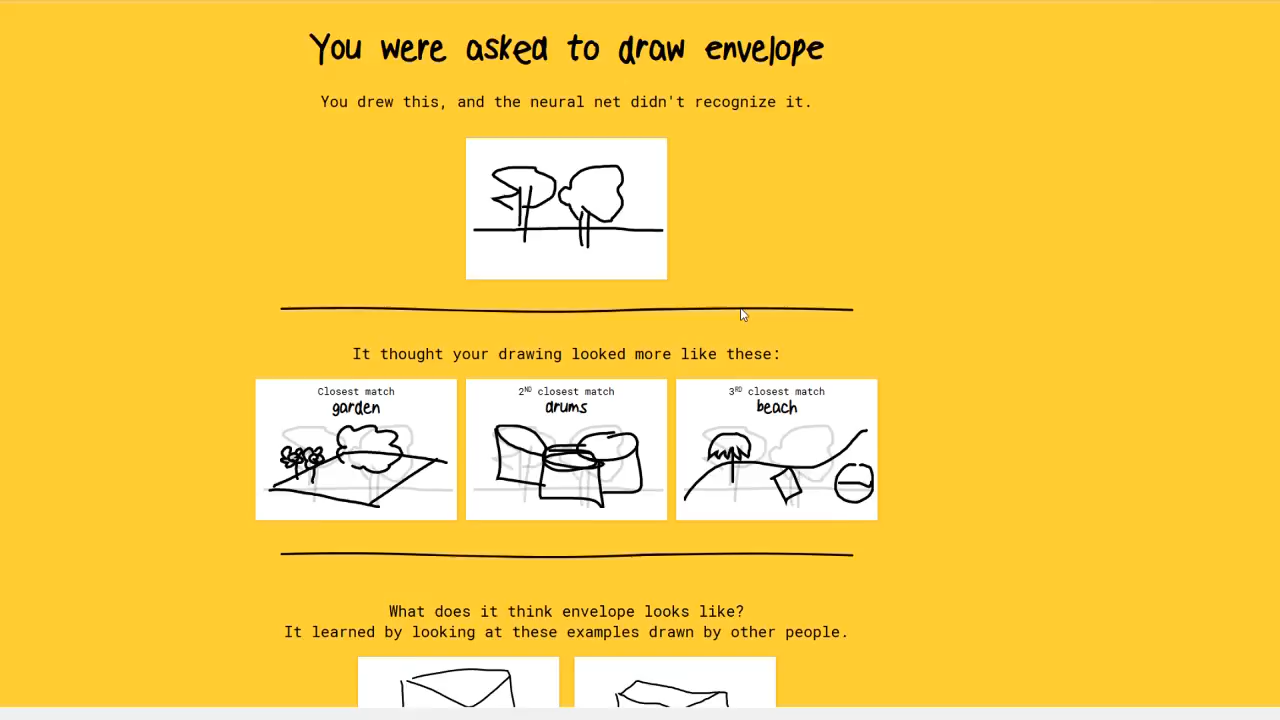 You were asked to draw envelope
You drew this, and the neural net didn't recognize it.
It thought your drawing looked more like these:
Closest match
garden
2ND closest match
drums
3RD closest match
beach
What does it think envelope looks like?
It learned by looking at these examples drawn by other people.